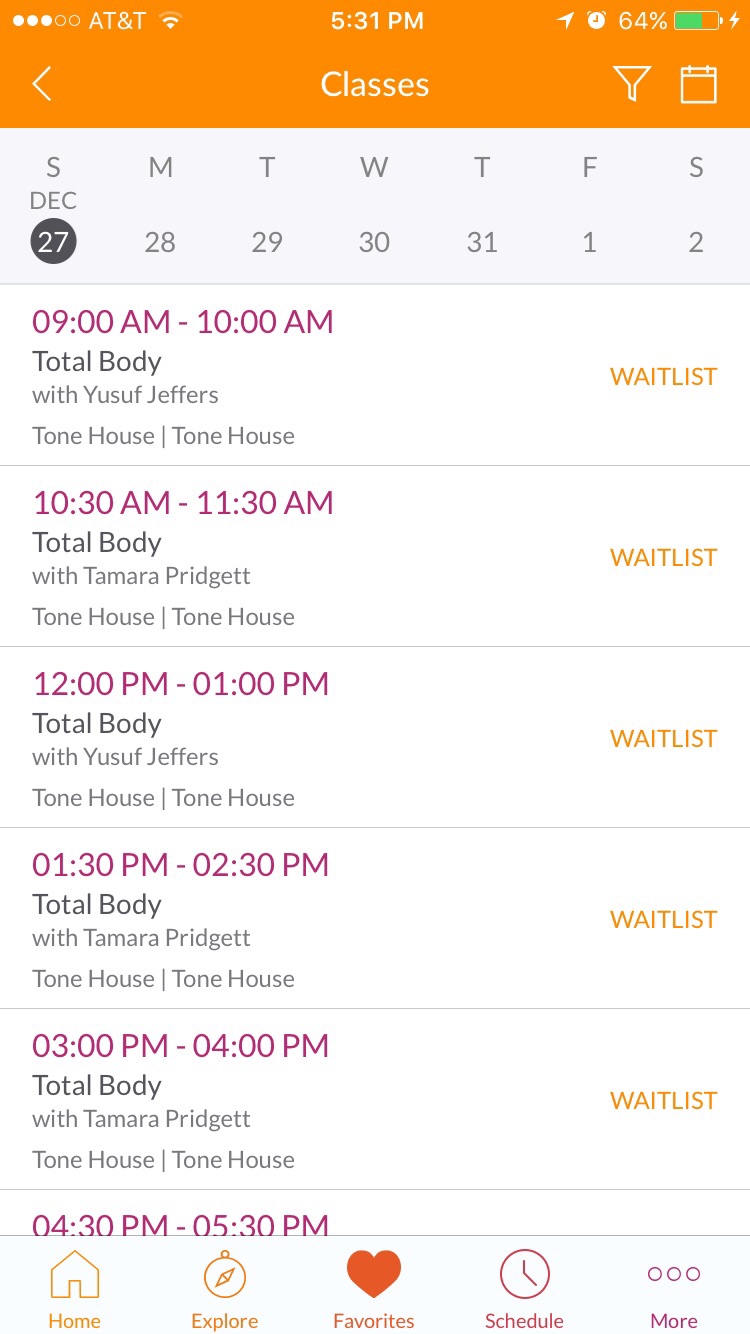 AT&T 5:31 PM 64%
Classes
S M T W T F S
DEC
27 28 29 30 31 1 2
09:00 AM - 10:00 AM
Total Body
with Yusuf Jeffers
WAITLIST
Tone House | Tone House
10:30 AM - 11:30 AM
Total Body
with Tamara Pridgett
WAITLIST
Tone House | Tone House
12:00 PM - 01:00 PM
Total Body
with Yusuf Jeffers
WAITLIST
Tone House | Tone House
01:30 PM - 02:30 PM
Total Body
with Tamara Pridgett
WAITLIST
Tone House | Tone House
03:00 PM - 04:00 PM
Total Body
with Tamara Pridgett
WAITLIST
Tone House | Tone House
04:30 PM - 05:30 PM
Home Explore Favorites Schedule More